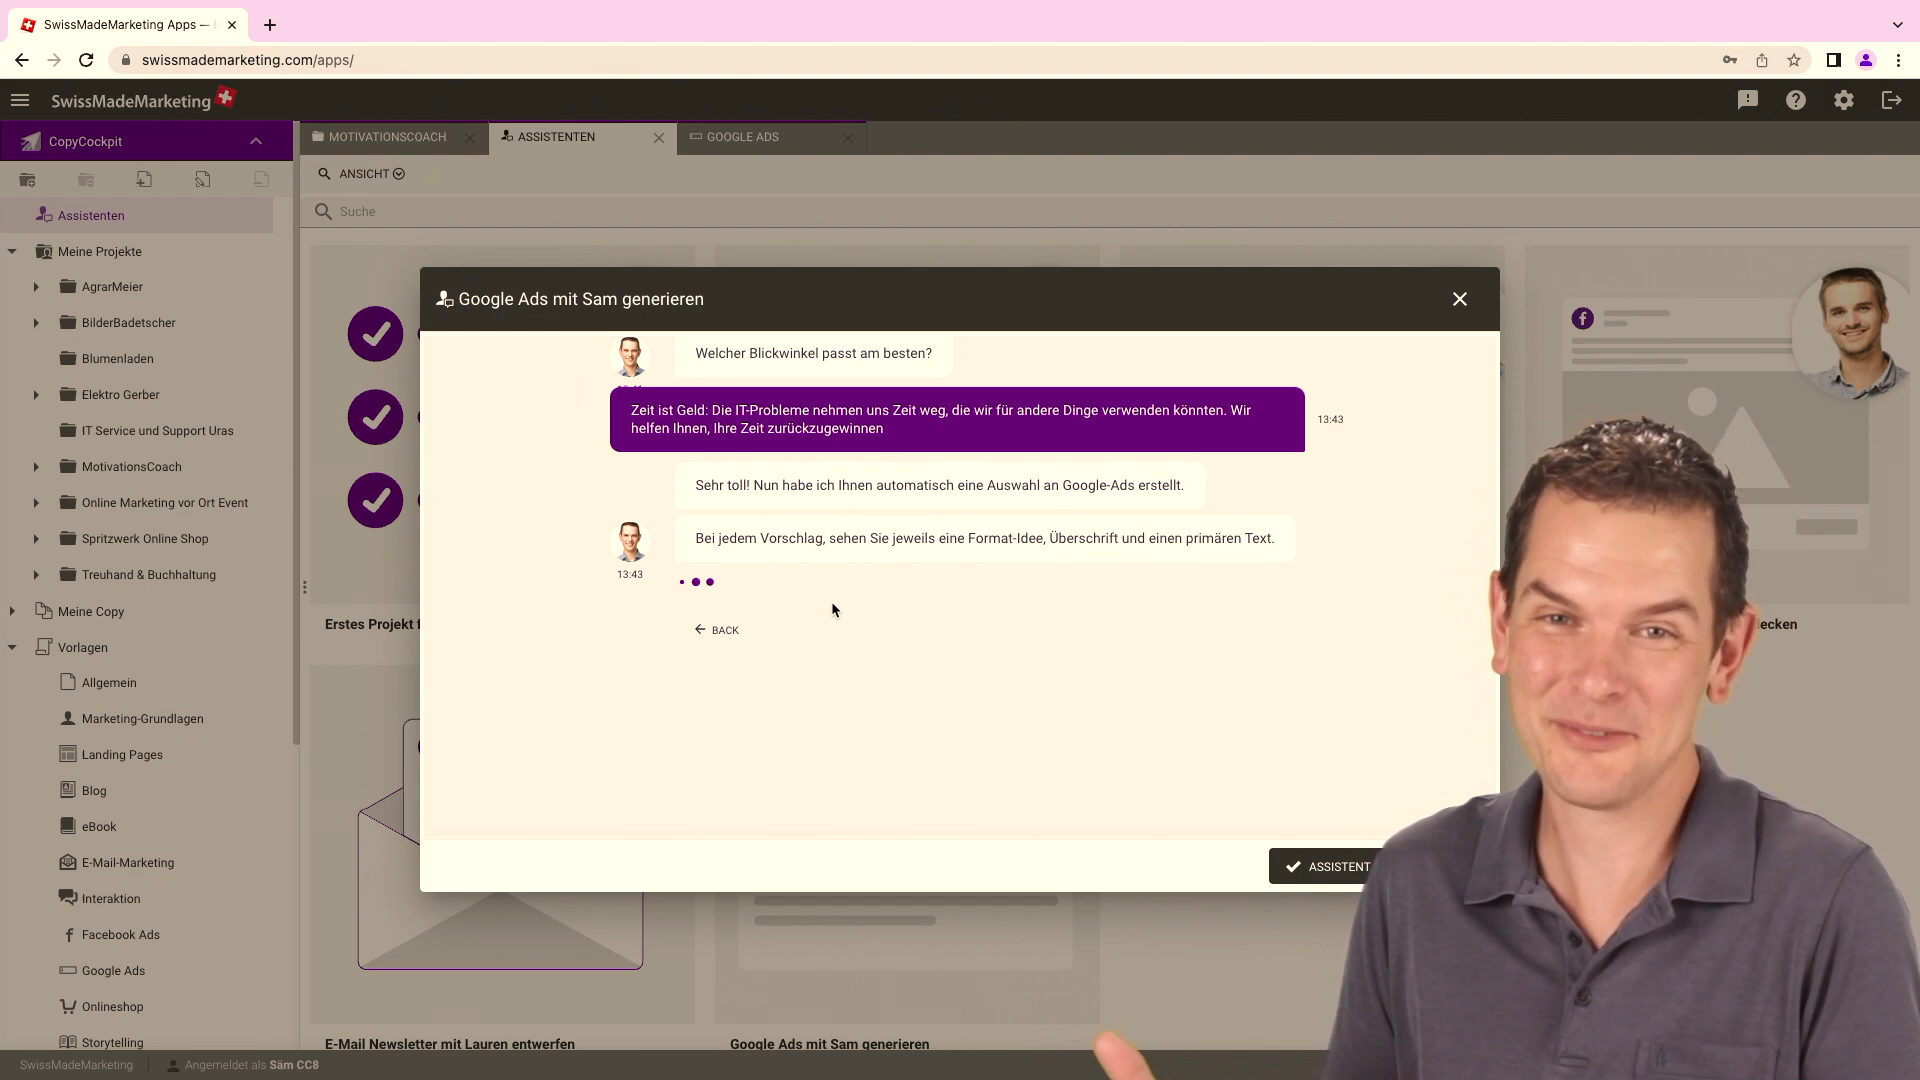 SwissMadeMarketing Apps —
swissmademarketing.com/apps/
SwissMadeMarketing
CopyCockpit
MOTIVATIONSCOACH
ASSISTENTEN
GOOGLE ADS
ANSICHT
Suche
Assistenten
Meine Projekte
AgrarMeier
BilderBadetscher
Blumenladen
Elektro Gerber
IT Service und Support Uras
MotivationsCoach
Online Marketing vor Ort Event
Spritzwerk Online Shop
Treuhand & Buchhaltung
Meine Copy
Vorlagen
Allgemein
Marketing-Grundlagen
Landing Pages
Blog
eBook
E-Mail-Marketing
Interaktion
Facebook Ads
Google Ads
Onlineshop
Storytelling
Google Ads mit Sam generieren
Welcher Blickwinkel passt am besten?
Zeit ist Geld: Die IT-Probleme nehmen uns Zeit weg, die wir für andere Dinge verwenden könnten. Wir
helfen Ihnen, Ihre Zeit zurückzugewinnen
13:43
Sehr toll! Nun habe ich Ihnen automatisch eine Auswahl an Google-Ads erstellt.
Bei jedem Vorschlag, sehen Sie jeweils eine Format-Idee, Überschrift und einen primären Text.
13:43
BACK
ASSISTENT
Erstes Projekt f
ecken
E-Mail Newsletter mit Lauren entwerfen
Google Ads mit Sam generieren
SwissMadeMarketing
Angemeldet als Säm CC8